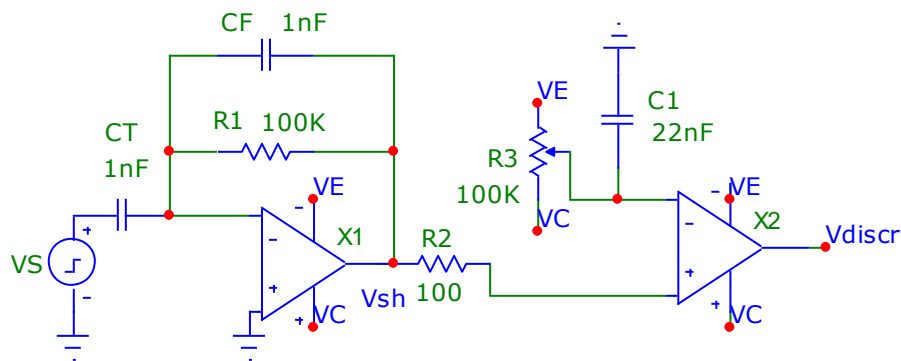 CF 1nF
R1 100K
CT
1nF
VS
+
-
VE
-
-
X1
+
+
VC
Vsh
R2
100
VE
R3
100K
VC
C1
22nF
VE
-
-
X2
+
+
VC
Vdiscr